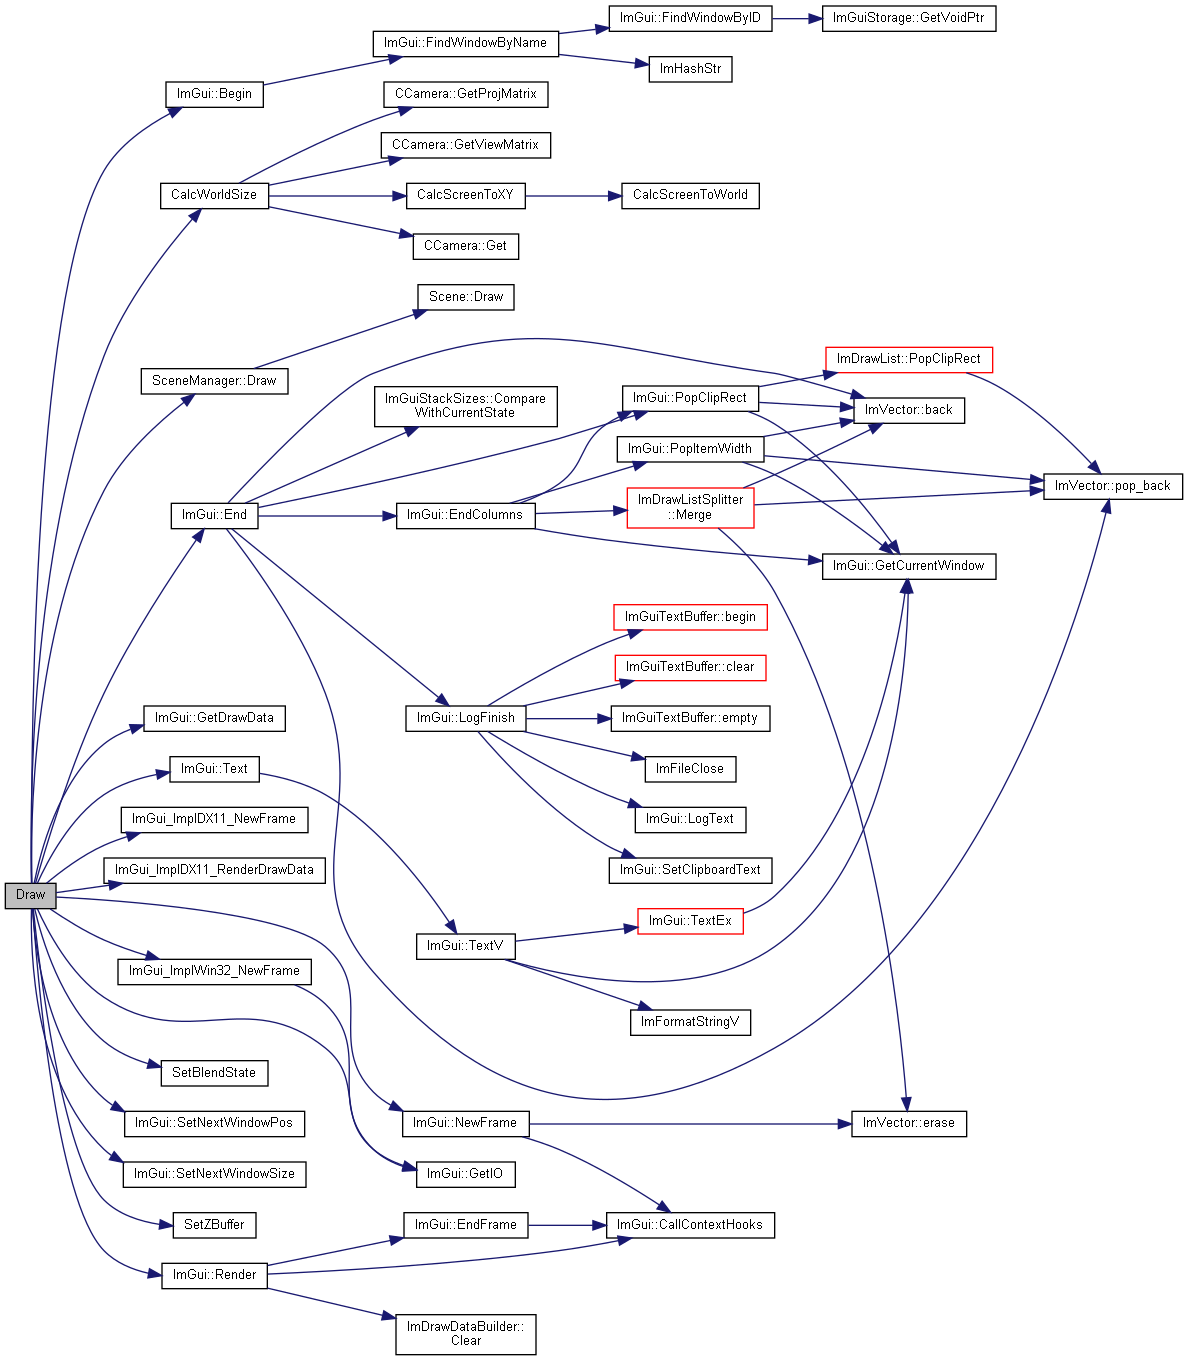 ImGui::FindWindowByID
ImGuiStorage::GetVoidPtr
ImGui::FindWindowByName
ImHashStr
ImGui::Begin
CCamera::GetProjMatrix
CCamera::GetViewMatrix
CalcWorldSize
CalcScreenToXY
CalcScreenToWorld
CCamera::Get
Scene::Draw
ImDrawList::PopClipRect
SceneManager::Draw
ImGuiStackSizes::Compare
WithCurrentState
ImGui::PopClipRect
ImVector::back
ImGui::PopItemWidth
ImVector::pop_back
ImGui::End
ImGui::EndColumns
ImDrawListSplitter
::Merge
ImGui::GetCurrentWindow
ImGuiTextBuffer::begin
ImGuiTextBuffer::clear
ImGui::GetDrawData
ImGui::LogFinish
ImGuiTextBuffer::empty
ImGui::Text
ImFileClose
ImGui_ImplDX11_NewFrame
ImGui::LogText
ImGui_ImplDX11_RenderDrawData
ImGui::SetClipboardText
Draw
ImGui::TextEx
ImGui::TextV
ImGui_ImplWin32_NewFrame
ImFormatStringV
SetBlendState
ImGui::SetNextWindowPos
ImGui::NewFrame
ImVector::erase
ImGui::SetNextWindowSize
ImGui::GetIO
SetZBuffer
ImGui::EndFrame
ImGui::CallContextHooks
ImGui::Render
ImDrawDataBuilder::
Clear